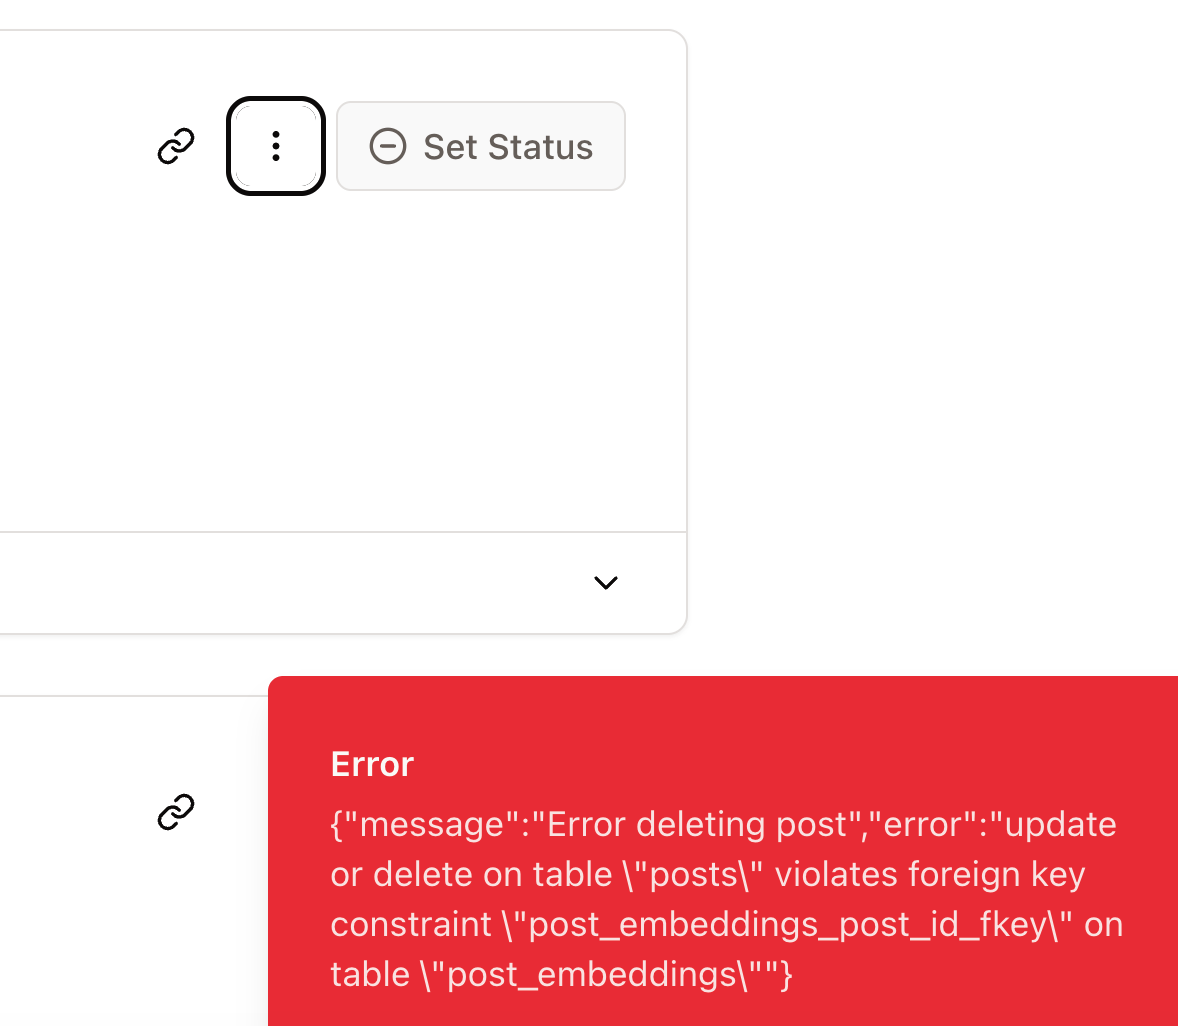 Set Status
Error
{"message":"Error deleting post","error":"update
or delete on table \"posts\" violates foreign key
constraint \"post_embeddings_post_id_fkey\" on
table \"post_embeddings\""}